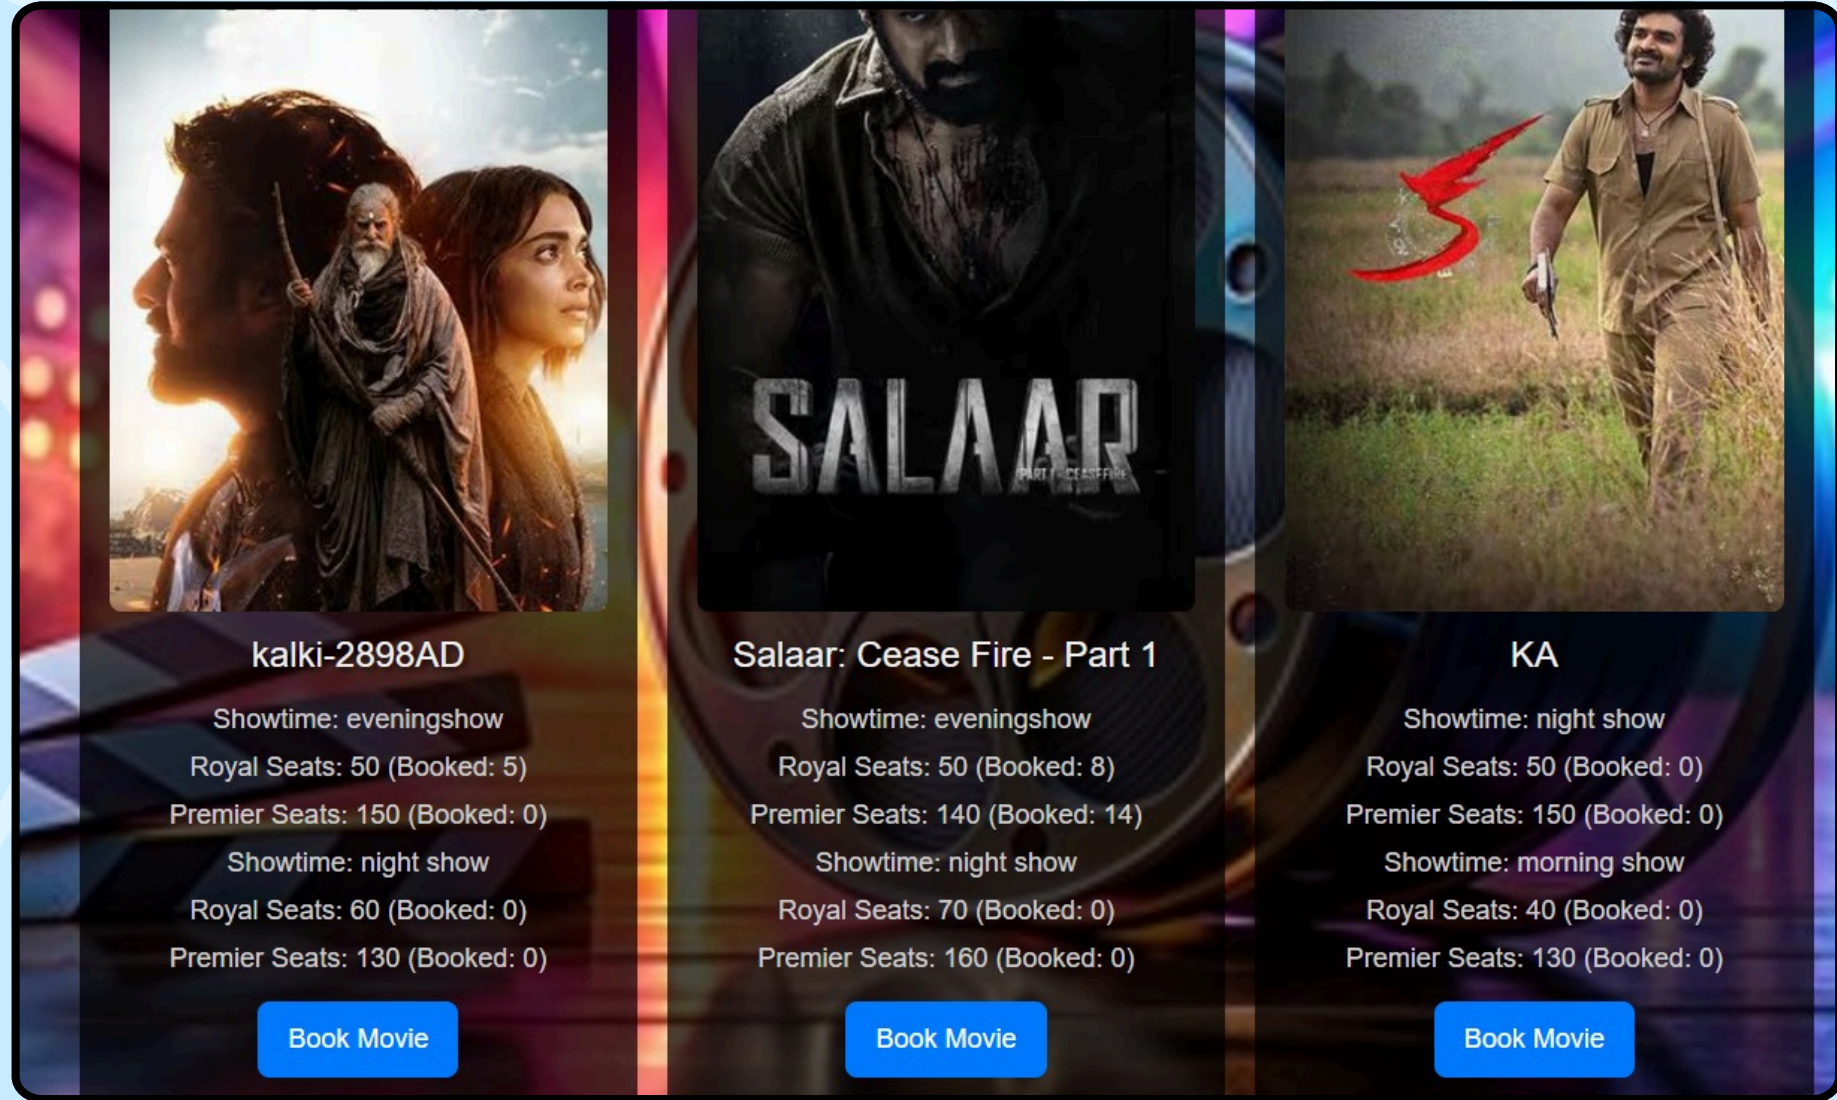 SALAAR
PART 1 - CEASEFIRE
kalki-2898AD
Showtime: eveningshow
Royal Seats: 50 (Booked: 5)
Premier Seats: 150 (Booked: 0)
Showtime: night show
Royal Seats: 60 (Booked: 0)
Premier Seats: 130 (Booked: 0)
Book Movie
Salaar: Cease Fire - Part 1
Showtime: eveningshow
Royal Seats: 50 (Booked: 8)
Premier Seats: 140 (Booked: 14)
Showtime: night show
Royal Seats: 70 (Booked: 0)
Premier Seats: 160 (Booked: 0)
Book Movie
KA
Showtime: night show
Royal Seats: 50 (Booked: 0)
Premier Seats: 150 (Booked: 0)
Showtime: morning show
Royal Seats: 40 (Booked: 0)
Premier Seats: 130 (Booked: 0)
Book Movie